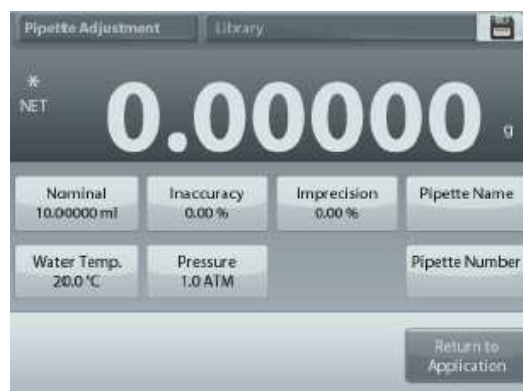 Pipette Adjustment Library
*
NET
0.00000 g
Nominal Inaccuracy Imprecision Pipette Name
10.00000 ml 0.00 % 0.00 %
Water Temp. Pressure Pipette Number
20.0 °C 1.0 ATM
Return to
Application